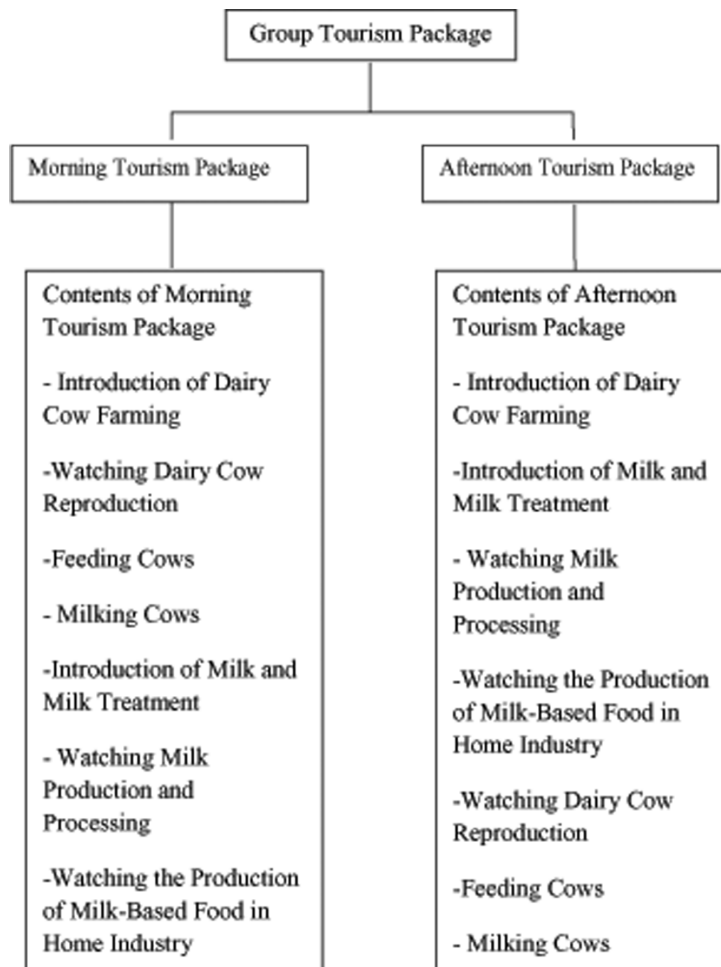 Group Tourism Package
Morning Tourism Package
Afternoon Tourism Package
Contents of Morning
Tourism Package
- Introduction of Dairy
Cow Farming
-Watching Dairy Cow
Reproduction
-Feeding Cows
- Milking Cows
-Introduction of Milk and
Milk Treatment
- Watching Milk
Production and
Processing
-Watching the Production
of Milk-Based Food in
Home Industry
Contents of Afternoon
Tourism Package
- Introduction of Dairy
Cow Farming
-Introduction of Milk and
Milk Treatment
- Watching Milk
Production and
Processing
-Watching the Production
of Milk-Based Food in
Home Industry
-Watching Dairy Cow
Reproduction
-Feeding Cows
- Milking Cows